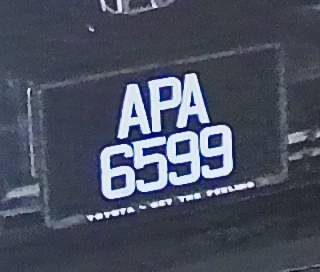 APA
6599
TOYOTA - GET THE FEELING